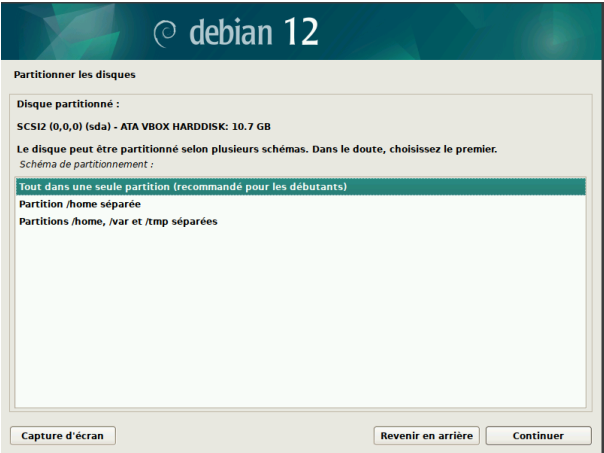 debian 12
Partitionner les disques
Disque partitionné :
SCSI2 (0,0,0) (sda) - ATA VBOX HARDDISK: 10.7 GB
Le disque peut être partitionné selon plusieurs schémas. Dans le doute, choisissez le premier.
Schéma de partitionnement :
Tout dans une seule partition (recommandé pour les débutants)
Partition /home séparée
Partitions /home, /var et /tmp séparées
Capture d'écran
Revenir en arrière
Continuer